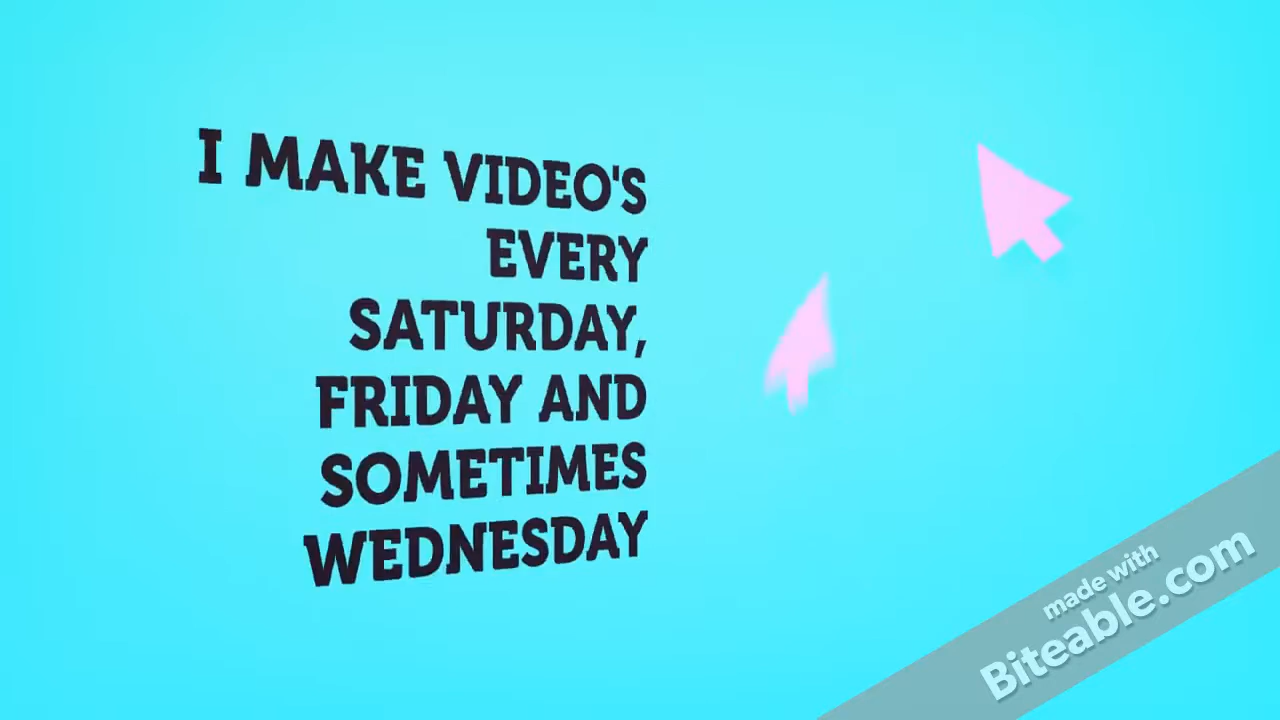 I MAKE VIDEO'S
EVERY
SATURDAY,
FRIDAY AND
SOMETIMES
WEDNESDAY
made with
Biteable.com